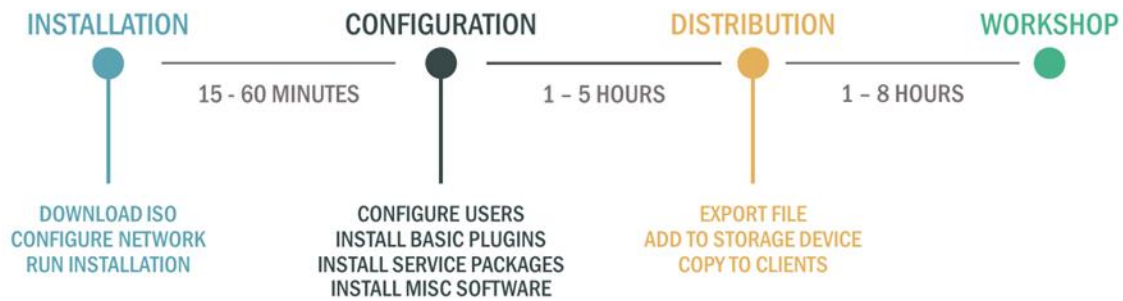 INSTALLATION
CONFIGURATION
DISTRIBUTION
WORKSHOP
15 - 60 MINUTES
1 – 5 HOURS
1 – 8 HOURS
DOWNLOAD ISO
CONFIGURE NETWORK
RUN INSTALLATION
CONFIGURE USERS
INSTALL BASIC PLUGINS
INSTALL SERVICE PACKAGES
INSTALL MISC SOFTWARE
EXPORT FILE
ADD TO STORAGE DEVICE
COPY TO CLIENTS